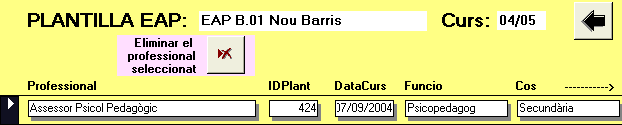 PLANTILLA EAP: EAP B.01 Nou Barris Curs: 04/05
Eliminar el
professional
seleccionat
Professional IDPlant DataCurs Funcio Cos ----------->
Assessor Psicol Pedagògic 424 07/09/2004 Psicopedagog Secundària